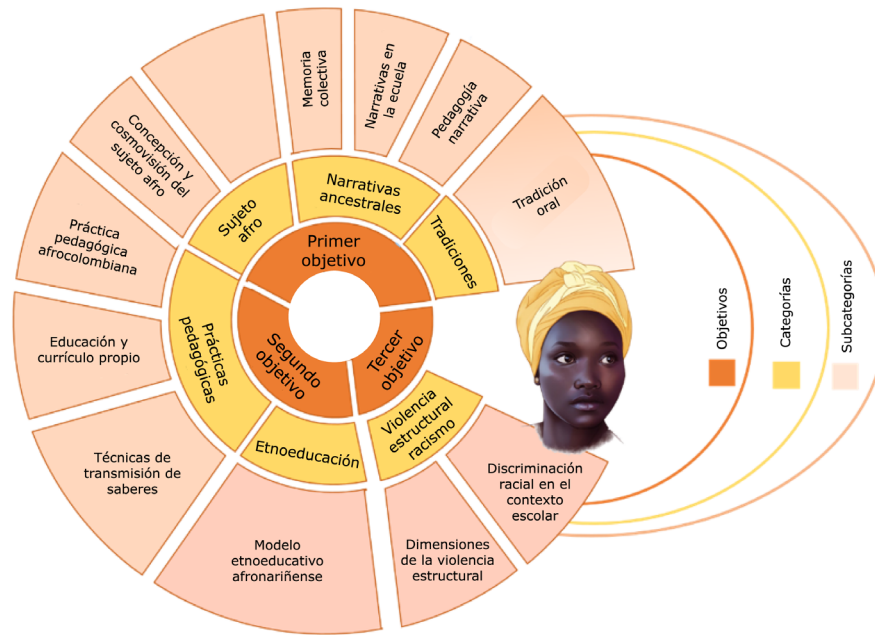 Memoria
colectiva
Narrativas en
la ecuela
Pedagogía
narrativa
Tradición
oral
Concepción y
cosmovisión del
sujeto afro
Práctica
pedagógica
afrocolombiana
Educación y
currículo propio
Técnicas de
transmisión de
saberes
Modelo
etnoeducativo
afronariñense
Dimensiones
de la violencia
estructural
Discriminación
racial en el
contexto
escolar
Sujeto
afro
Narrativas
ancestrales
Tradiciones
Prácticas
pedagógicas
Etnoeducación
Violencia
estructural
racismo
Primer
objetivo
Segundo
objetivo
Tercer
objetivo
Objetivos
Categorías
Subcategorías